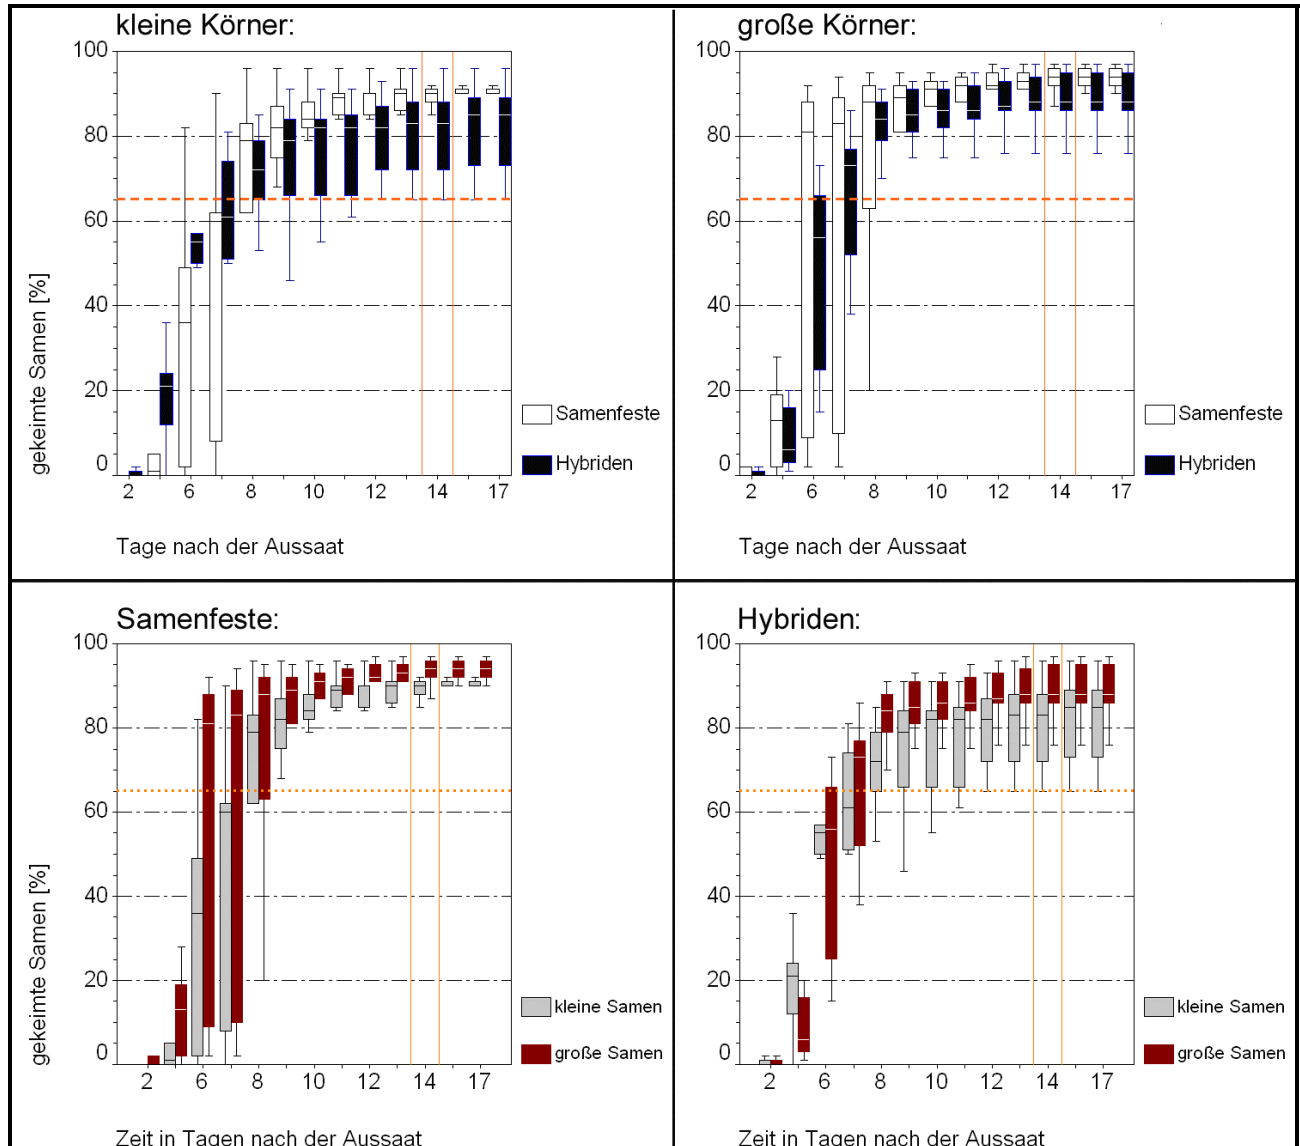 kleine Körner:
100
80
60
40
20
0
gekeimte Samen [%]
2 6 8 10 12 14 17
Tage nach der Aussaat
Samenfeste
Hybriden
große Körner:
100
80
60
40
20
0
2 6 8 10 12 14 17
Tage nach der Aussaat
Samenfeste
Hybriden
Samenfeste:
100
80
60
40
20
0
gekeimte Samen [%]
2 6 8 10 12 14 17
Zeit in Tagen nach der Aussaat
kleine Samen
große Samen
Hybriden:
100
80
60
40
20
0
2 6 8 10 12 14 17
Zeit in Tagen nach der Aussaat
kleine Samen
große Samen